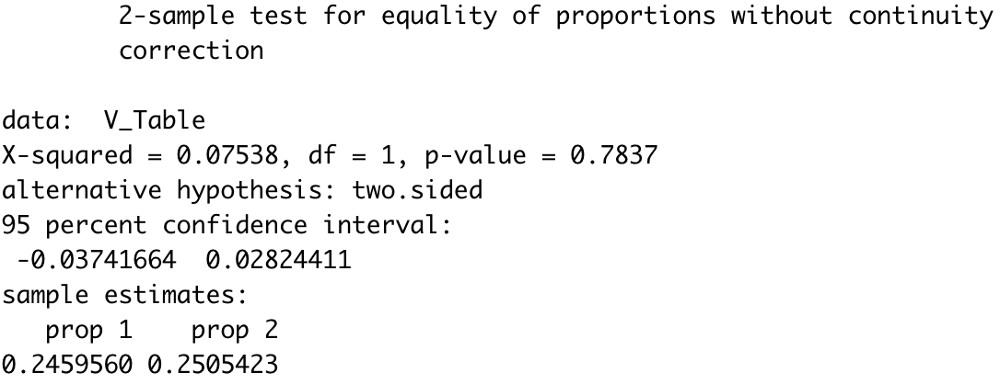 2-sample test for equality of proportions without continuity
correction
data:  V_Table
X-squared = 0.07538, df = 1, p-value = 0.7837
alternative hypothesis: two.sided
95 percent confidence interval:
-0.03741664  0.02824411
sample estimates:
prop 1    prop 2
0.2459560 0.2505423